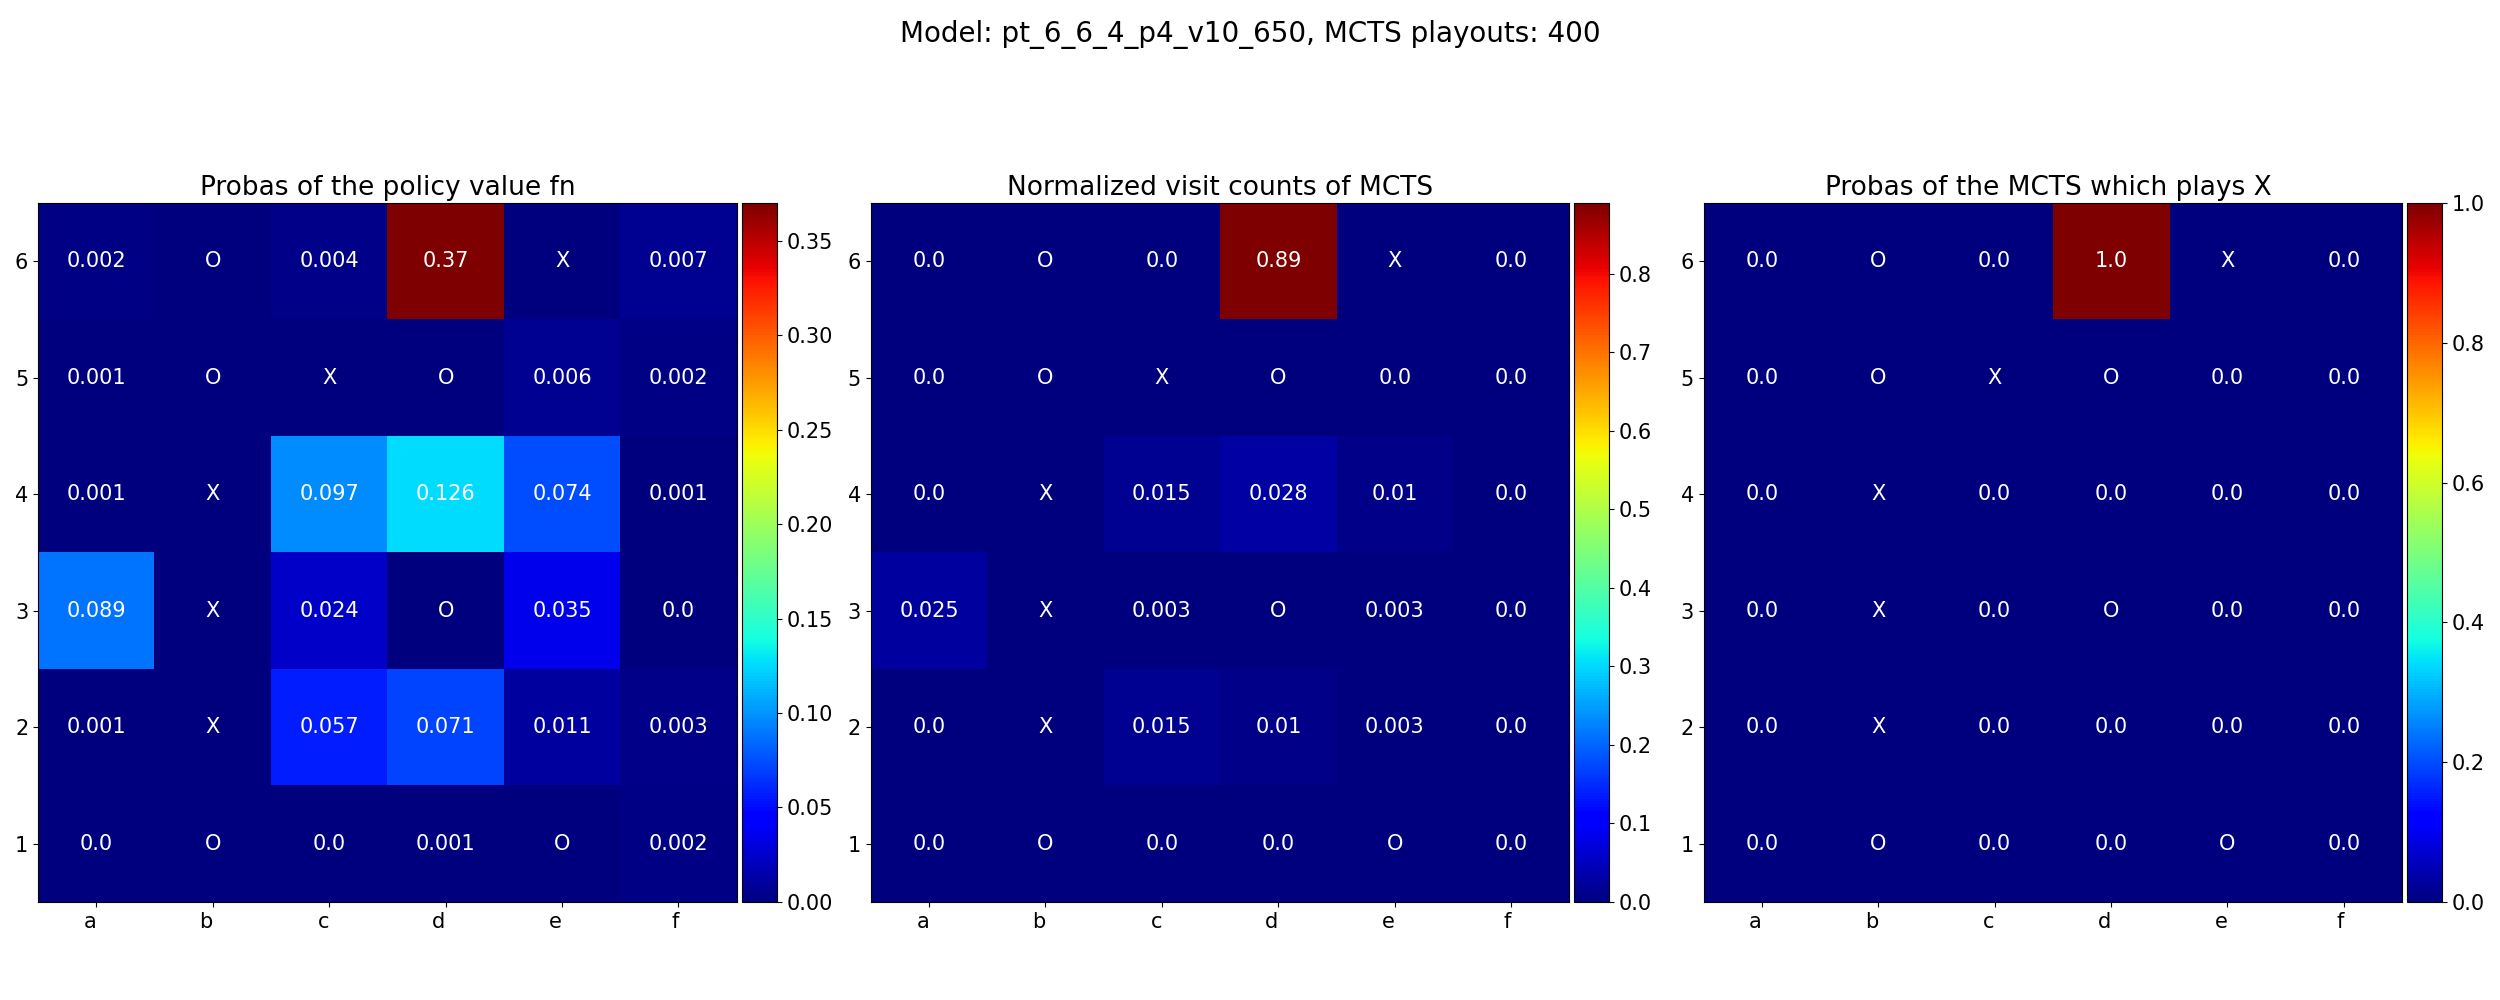 Model: pt_6_6_4_p4_v10_650, MCTS playouts: 400
Probas of the policy value fn
6 0.002 O 0.004 0.37 X 0.007
5 0.001 O X O 0.006 0.002
4 0.001 X 0.097 0.126 0.074 0.001
3 0.089 X 0.024 O 0.035 0.0
2 0.001 X 0.057 0.071 0.011 0.003
1 0.0 O 0.0 0.001 O 0.002
a b c d e f
0.35
0.30
0.25
0.20
0.15
0.10
0.05
0.00
Normalized visit counts of MCTS
6 0.0 O 0.0 0.89 X 0.0
5 0.0 O X O 0.0 0.0
4 0.0 X 0.015 0.028 0.01 0.0
3 0.025 X 0.003 O 0.003 0.0
2 0.0 X 0.015 0.01 0.003 0.0
1 0.0 O 0.0 0.0 O 0.0
a b c d e f
0.8
0.7
0.6
0.5
0.4
0.3
0.2
0.1
0.0
Probas of the MCTS which plays X
6 0.0 O 0.0 1.0 X 0.0
5 0.0 O X O 0.0 0.0
4 0.0 X 0.0 0.0 0.0 0.0
3 0.0 X 0.0 O 0.0 0.0
2 0.0 X 0.0 0.0 0.0 0.0
1 0.0 O 0.0 0.0 O 0.0
a b c d e f
1.0
0.8
0.6
0.4
0.2
0.0